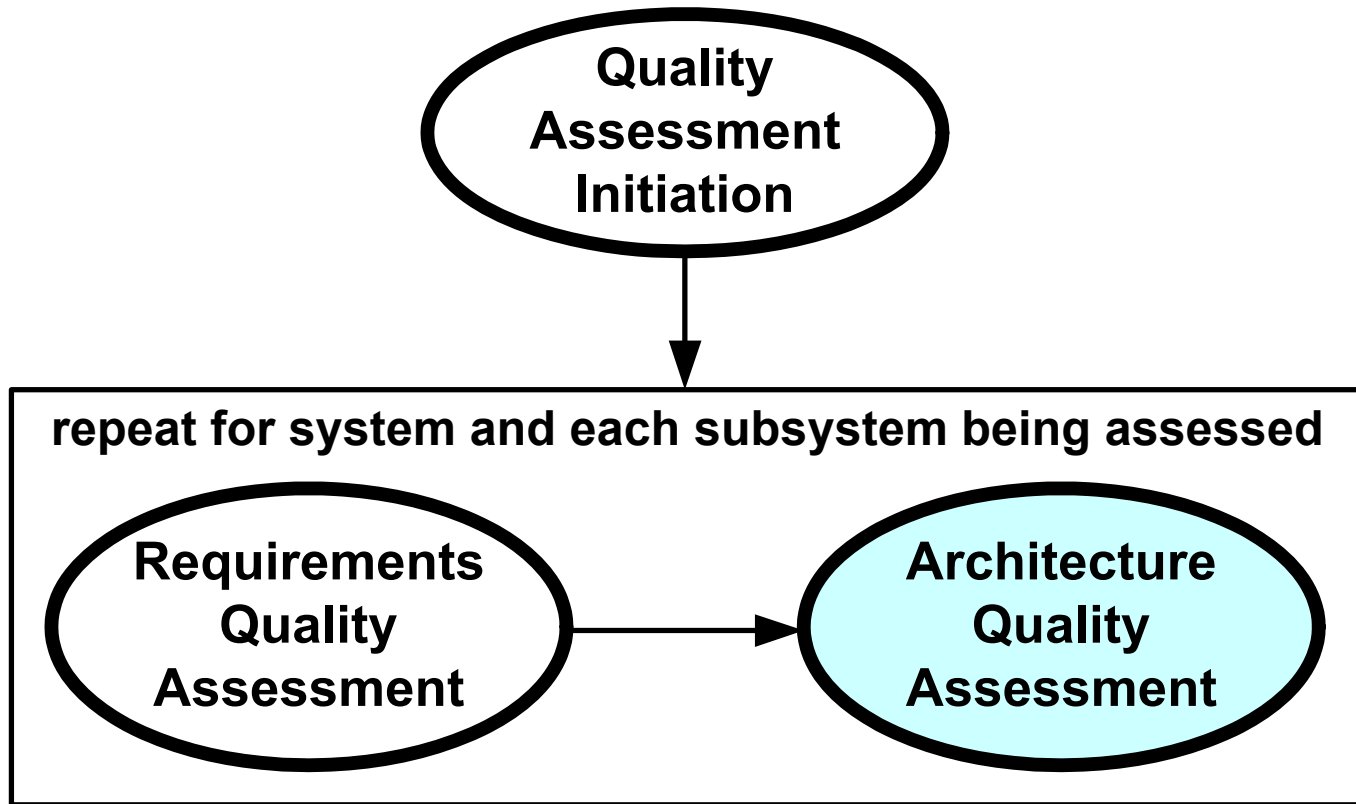 Quality
Assessment
Initiation
repeat for system and each subsystem being assessed
Requirements
Quality
Assessment
Architecture
Quality
Assessment